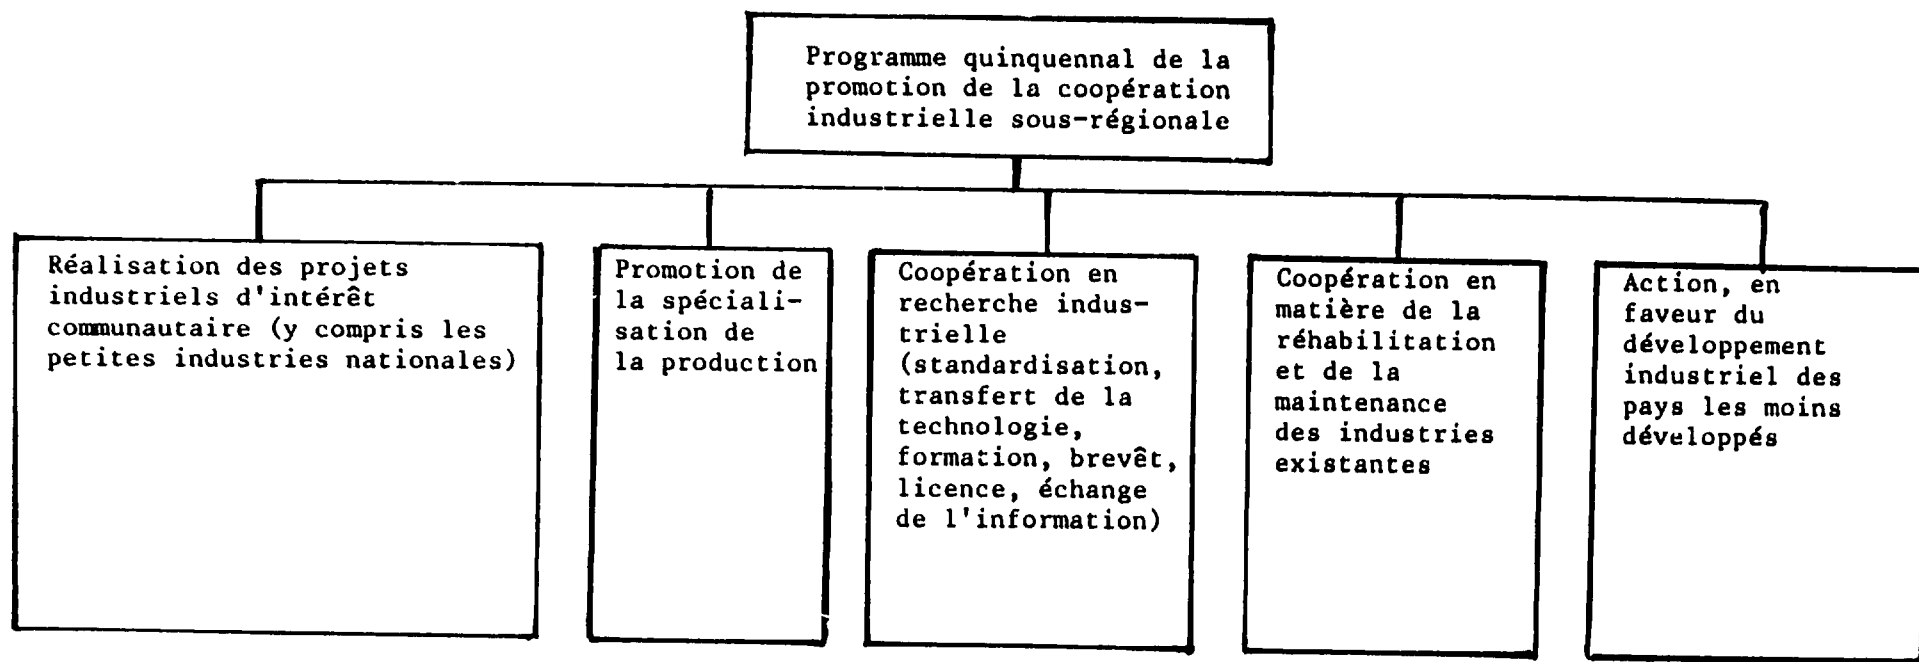 Programme quinquennal de la
promotion de la coopération
industrielle sous-régionale
Réalisation des projets
industriels d'intérêt
communautaire (y compris les
petites industries nationales)
Promotion de
la spéciali-
sation de
la production
Coopération en
recherche indus-
trielle
(standardisation,
transfert de la
technologie,
formation, brevêt,
licence, échange
de l'information)
Coopération en
matière de la
réhabilitation
et de la
maintenance
des industries
existantes
Action, en
faveur du
développement
industriel des
pays les moins
développés